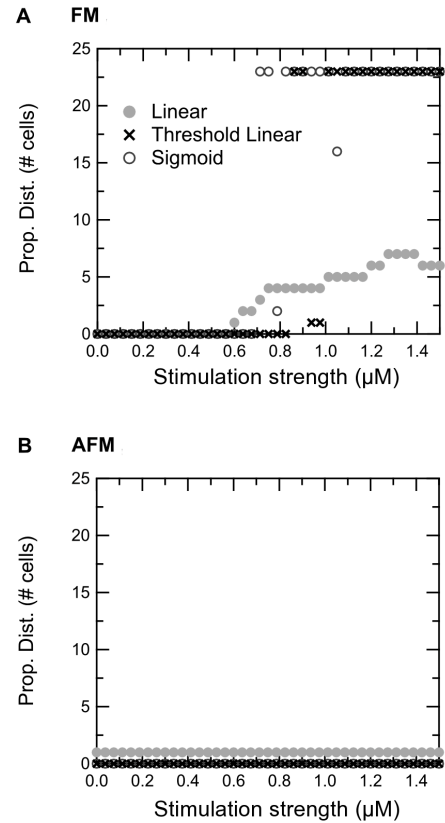 A FM
25
20
15
10
5
0
Prop. Dist. (# cells)
Linear
Threshold Linear
Sigmoid
0.0 0.2 0.4 0.6 0.8 1.0 1.2 1.4
Stimulation strength (µM)
B AFM
25
20
15
10
5
0
Prop. Dist. (# cells)
0.0 0.2 0.4 0.6 0.8 1.0 1.2 1.4
Stimulation strength (µM)